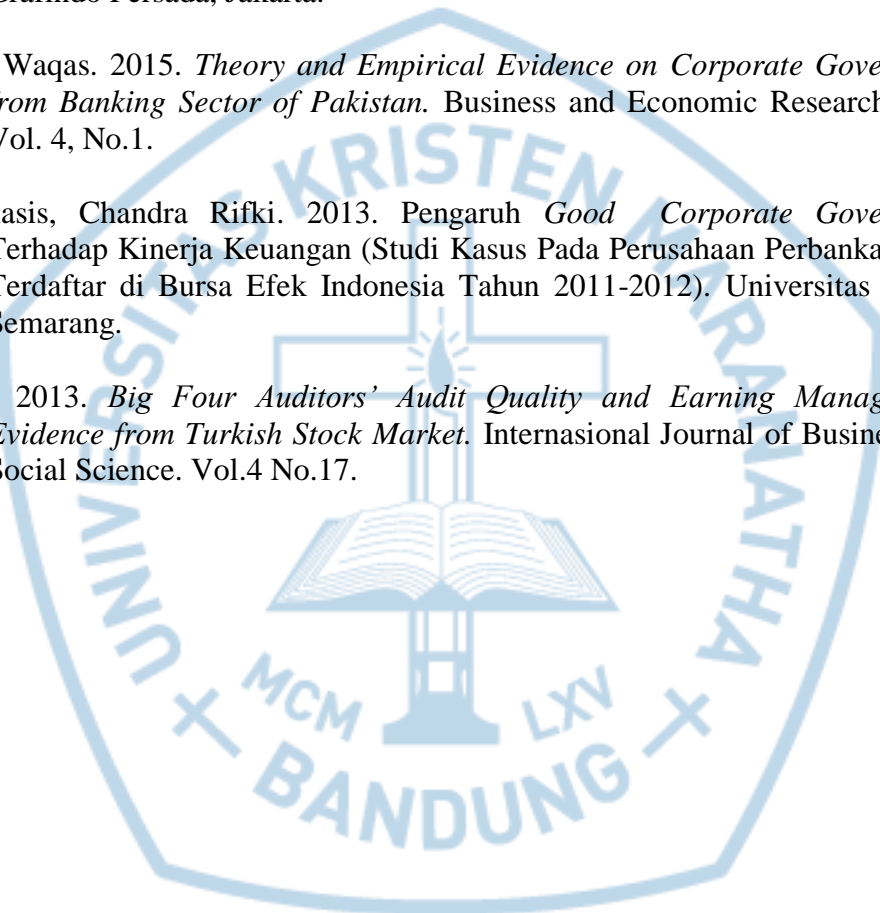 Grafindo Persada, Jakarta.
Waqas. 2015. Theory and Empirical Evidence on Corporate Gove
from Banking Sector of Pakistan. Business and Economic Research
Vol. 4, No.1.
asis, Chandra Rifki. 2013. Pengaruh Good Corporate Gove
Terhadap Kinerja Keuangan (Studi Kasus Pada Perusahaan Perbanka
Terdaftar di Bursa Efek Indonesia Tahun 2011-2012). Universitas
Semarang.
2013. Big Four Auditors’ Audit Quality and Earning Manag
Evidence from Turkish Stock Market. Internasional Journal of Busine
Social Science. Vol.4 No.17.
UNIVERSITAS KRISTEN MARANATHA
MCM LXV
BANDUNG